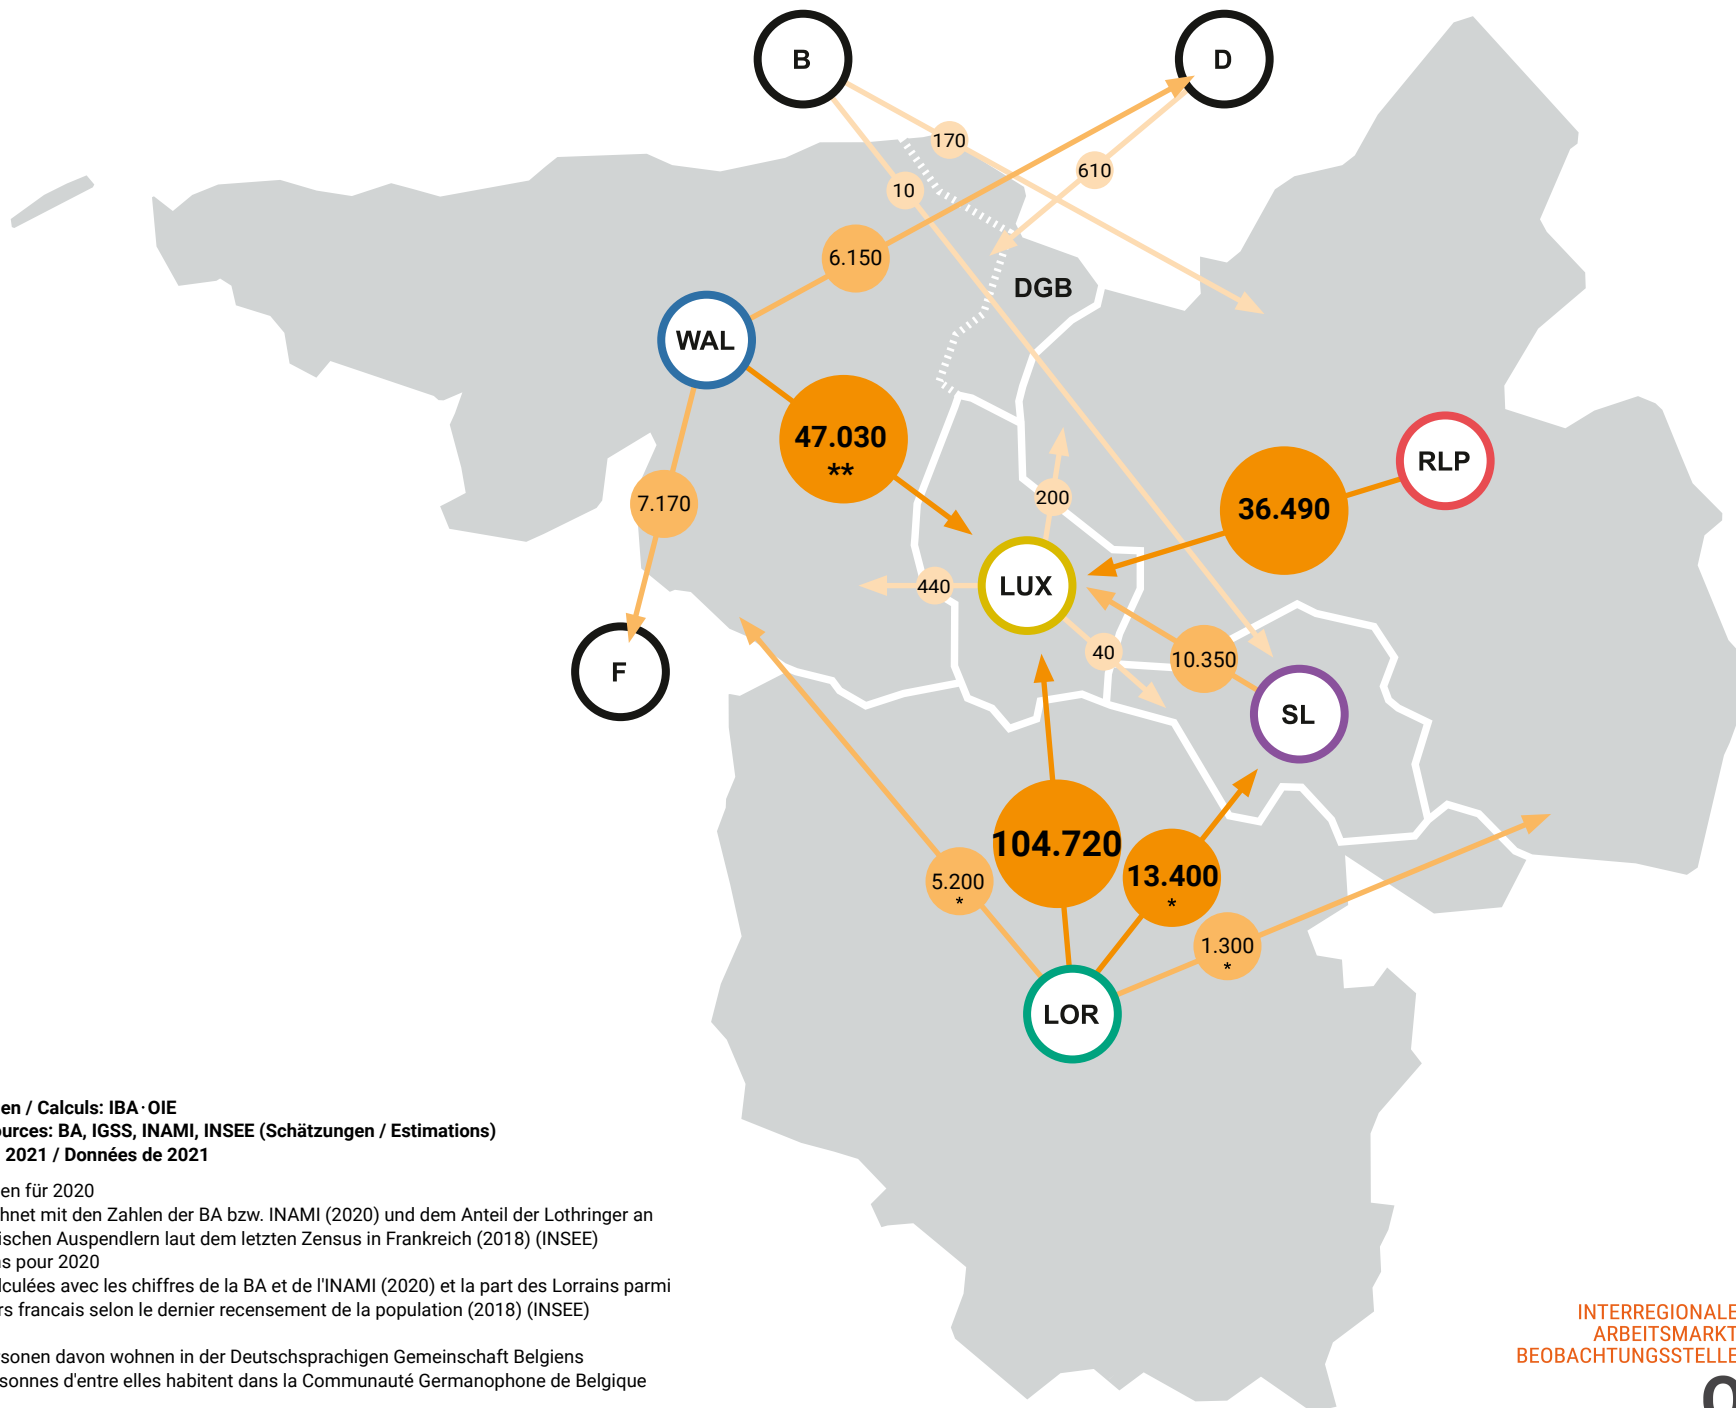 B
D
170
610
10
6.150
DGB
WAL
47.030
**
RLP
36.490
7.170
200
LUX
440
40
10.350
F
SL
104.720
13.400
*
5.200
*
1.300
*
LOR
en / Calculs: IBA·OIE
urces: BA, IGSS, INAMI, INSEE (Schätzungen / Estimations)
2021 / Données de 2021
en für 2020
hnet mit den Zahlen der BA bzw. INAMI (2020) und dem Anteil der Lothringer an
ischen Auspendlern laut dem letzten Zensus in Frankreich (2018) (INSEE)
ns pour 2020
lculées avec les chiffres de la BA et de l'INAMI (2020) et la part des Lorrains parmi
rs francais selon le dernier recensement de la population (2018) (INSEE)
rsonen davon wohnen in der Deutschsprachigen Gemeinschaft Belgiens
rsonnes d'entre elles habitent dans la Communauté Germanophone de Belgique
INTERREGIONALE
ARBEITSMARKT
BEOBACHTUNGSSTELLE